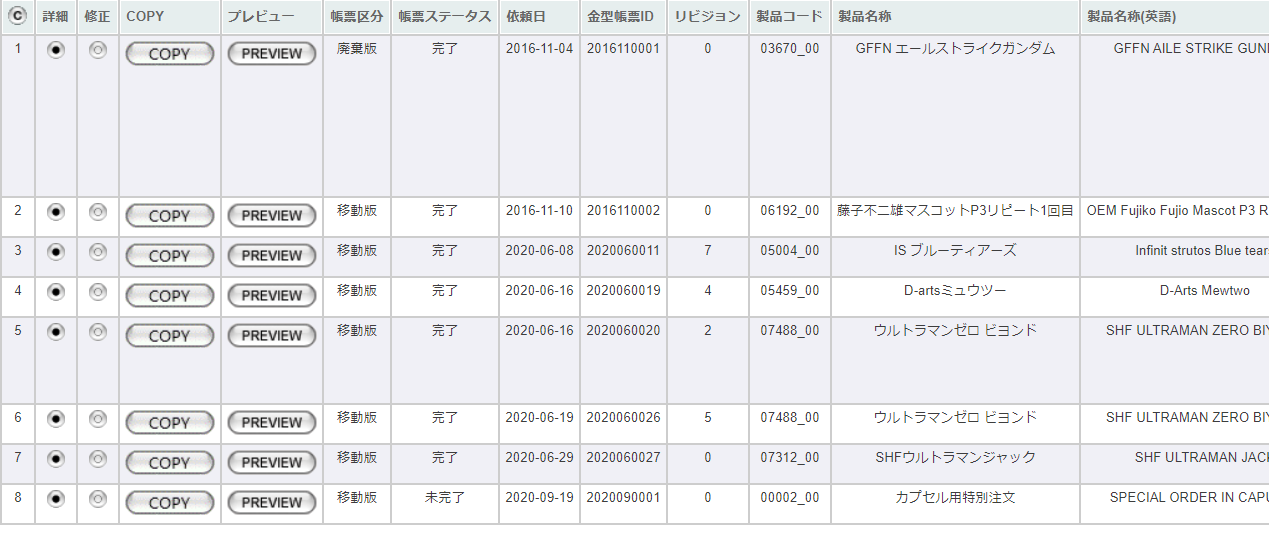 C 詳細 修正 COPY プレビュー 帳票区分 帳票ステータス 依頼日 金型帳票ID リビジョン 製品コード 製品名称 製品名称(英語)
1 COPY PREVIEW 廃棄版 完了 2016-11-04 2016110001 0 03670_00 GFFN エールストライクガンダム GFFN AILE STRIKE
2 COPY PREVIEW 移動版 完了 2016-11-10 2016110002 0 06192_00 藤子不二雄マスコットP3リピート1回目 OEM Fujiko Fujio Mascot P3
3 COPY PREVIEW 移動版 完了 2020-06-08 2020060011 7 05004_00 IS ブルーティアーズ Infinit strutos Blue tears
4 COPY PREVIEW 移動版 完了 2020-06-16 2020060019 4 05459_00 D-artsミュウツー D-Arts Mewtwo
5 COPY PREVIEW 移動版 完了 2020-06-16 2020060020 2 07488_00 ウルトラマンゼロ ビヨンド SHF ULTRAMAN ZERO
6 COPY PREVIEW 移動版 完了 2020-06-19 2020060026 5 07488_00 ウルトラマンゼロ ビヨンド SHF ULTRAMAN ZERO
7 COPY PREVIEW 移動版 完了 2020-06-29 2020060027 0 07312_00 SHFウルトラマンジャック SHF ULTRAMAN JACK
8 COPY PREVIEW 移動版 未完了 2020-09-19 2020090001 0 00002_00 カプセル用特別注文 SPECIAL ORDER IN